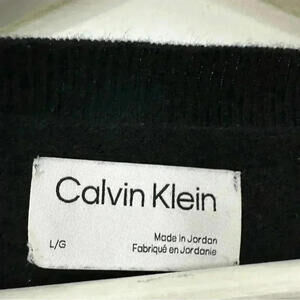 Calvin Klein
L/G
Made in Jordan
Fabriqué en Jordanie